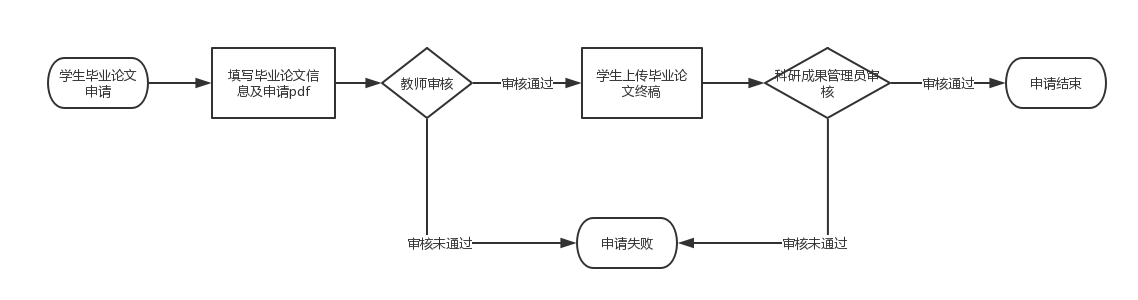 学生毕业论文
申请
填写毕业论文信
息及申请pdf
教师审核
审核通过
学生上传毕业论
文终稿
科研成果管理员审
核
审核通过
申请结束
审核未通过
申请失败
审核未通过